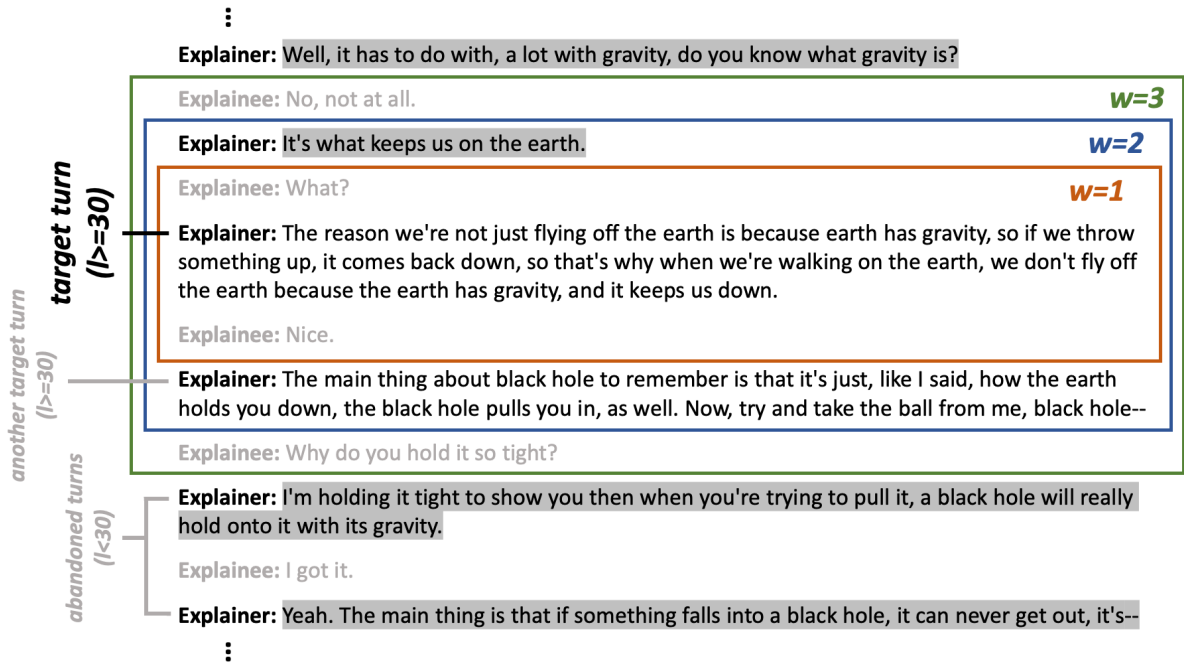 Explainer: Well, it has to do with, a lot with gravity, do you know what gravity is?
Explainee: No, not at all.
w=3
Explainer: It's what keeps us on the earth.
w=2
Explainee: What?
w=1
target turn
(l>=30)
Explainer: The reason we're not just flying off the earth is because earth has gravity, so if we throw
something up, it comes back down, so that's why when we're walking on the earth, we don't fly off
the earth because the earth has gravity, and it keeps us down.
Explainee: Nice.
another target turn
(l>=30)
Explainer: The main thing about black hole to remember is that it's just, like I said, how the earth
holds you down, the black hole pulls you in, as well. Now, try and take the ball from me, black hole--
Explainee: Why do you hold it so tight?
abandoned turns
(l<30)
Explainer: I'm holding it tight to show you then when you're trying to pull it, a black hole will really
hold onto it with its gravity.
Explainee: I got it.
Explainer: Yeah. The main thing is that if something falls into a black hole, it can never get out, it's--